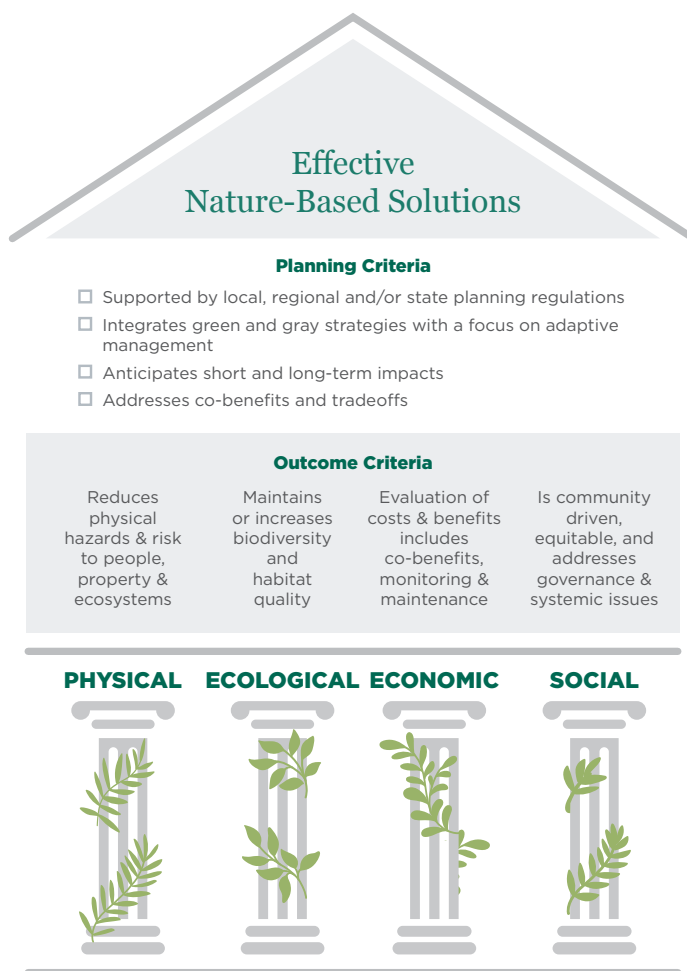 Effective
Nature-Based Solutions
Planning Criteria
Supported by local, regional and/or state planning regulations
Integrates green and gray strategies with a focus on adaptive
management
Anticipates short and long-term impacts
Addresses co-benefits and tradeoffs
Outcome Criteria
Reduces
physical
hazards & risk
to people,
property &
ecosystems
Maintains
or increases
biodiversity
and
habitat
quality
Evaluation of
costs & benefits
includes
co-benefits,
monitoring &
maintenance
Is community
driven,
equitable, and
addresses
governance &
systemic issues
PHYSICAL
ECOLOGICAL
ECONOMIC
SOCIAL